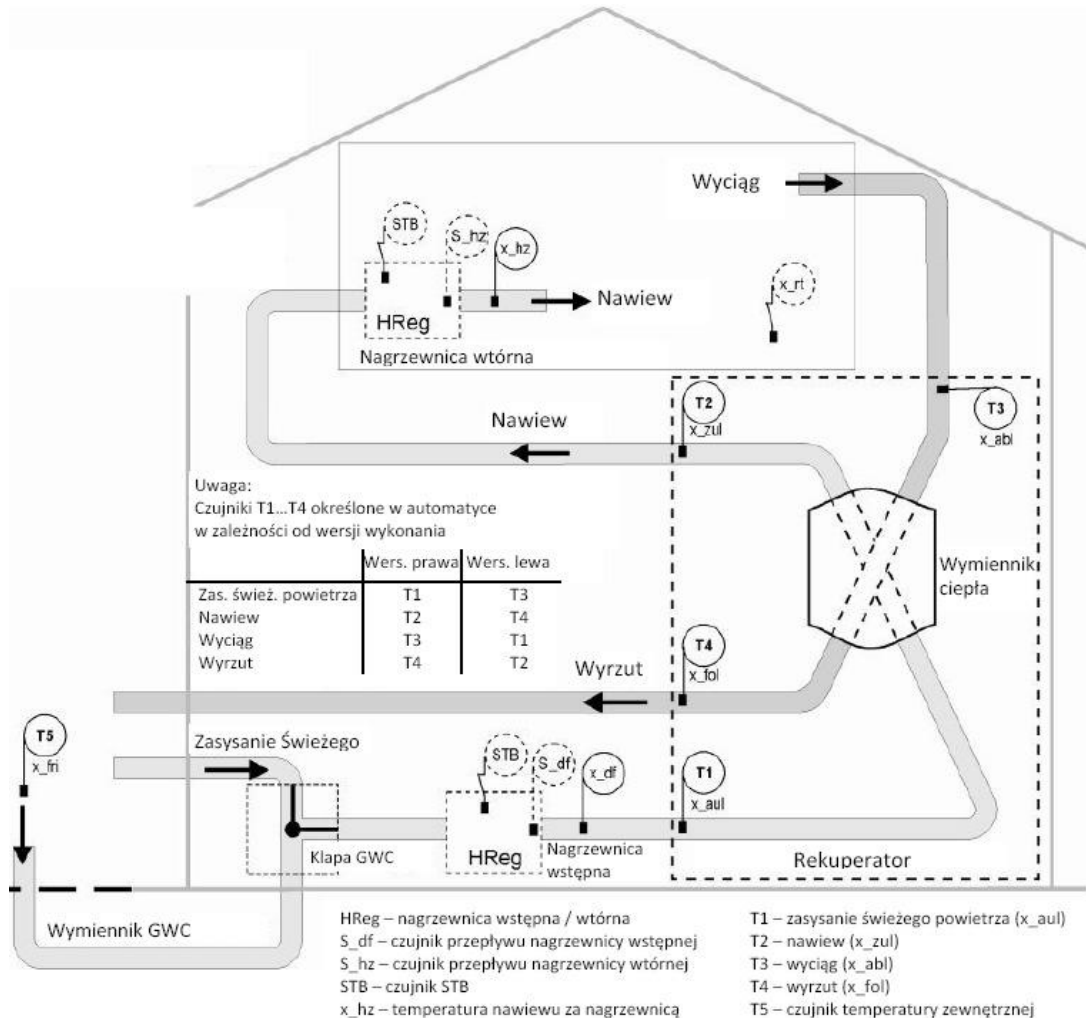 Wyciąg
STB
S_hz
x_hz
Nawiew
x_rt
HReg
Nagrzewnica wtórna
T2
x_zul
T3
x_abl
Nawiew
Uwaga:
Czujniki T1...T4 określone w automatyce
w zależności od wersji wykonania
Wers. prawa Wers. lewa
Zas. śwież. powietrza T1 T3
Nawiew T2 T4
Wyciąg T3 T1
Wyrzut T4 T2
Wymiennik
ciepła
T4
x_fol
Wyrzut
T5
x_fri
Zasysanie Świeżego
STB
S_df
x_df
T1
x_aul
Klapa GWC
HReg
Nagrzewnica
wstępna
Rekuperator
Wymiennik GWC
HReg – nagrzewnica wstępna / wtórna
S_df – czujnik przepływu nagrzewnicy wstępnej
S_hz – czujnik przepływu nagrzewnicy wtórnej
STB – czujnik STB
x_hz – temperatura nawiewu za nagrzewnicą
T1 – zasysanie świeżego powietrza (x_aul)
T2 – nawiew (x_zul)
T3 – wyciąg (x_abl)
T4 – wyrzut (x_fol)
T5 – czujnik temperatury zewnętrznej